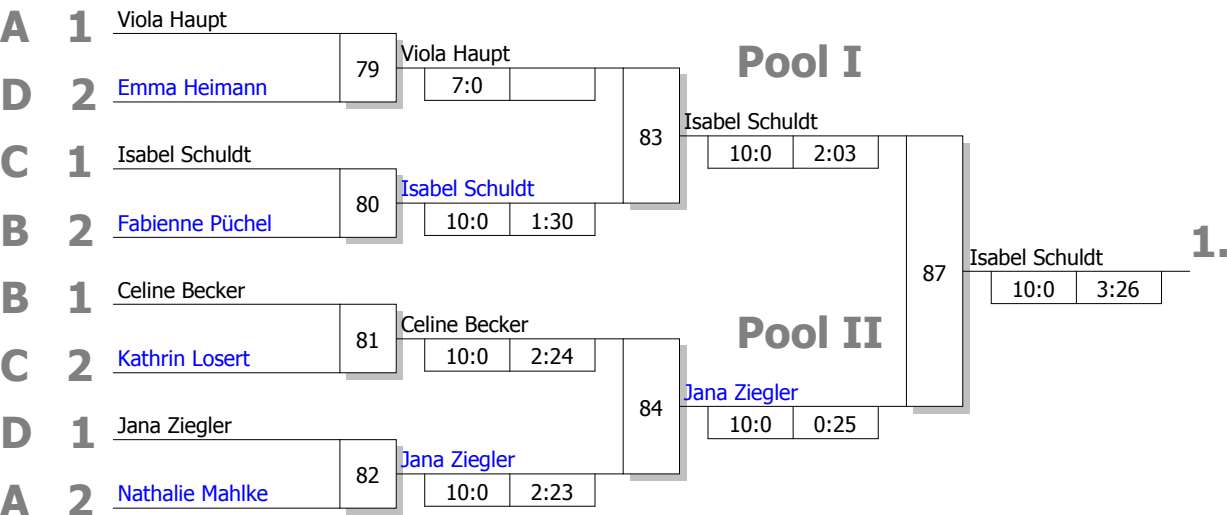 A 1 Viola Haupt
79 Viola Haupt
7:0
Pool I
D 2 Emma Heimann
83 Isabel Schuldt
10:0 2:03
C 1 Isabel Schuldt
80 Isabel Schuldt
10:0 1:30
B 2 Fabienne Püchel
87 Isabel Schuldt 1.
10:0 3:26
B 1 Celine Becker
81 Celine Becker
10:0 2:24
Pool II
C 2 Kathrin Losert
84 Jana Ziegler
10:0 0:25
D 1 Jana Ziegler
82 Jana Ziegler
10:0 2:23
A 2 Nathalie Mahlke